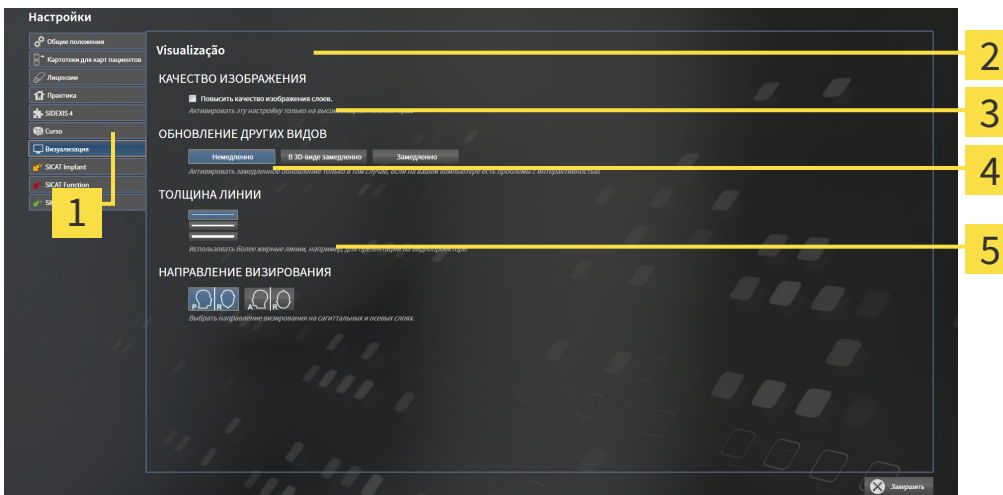 Настройки
Общие положения
Картотеки для карт пациентов
Лицензии
Практика
SIDEXIS 4
Curso
Визуализация
SICAT Implant
SICAT Function
1
Visualização
КАЧЕСТВО ИЗОБРАЖЕНИЯ
Повысить качество изображения слоев.
Активировать эту настройку только на
ОБНОВЛЕНИЕ ДРУГИХ ВИДОВ
Немедленно
В 3D-виде замедленно
Замедленно
Активировать замедленное обновление только в том случае, если на вашем компьютере есть проблемы с интерактивностью.
ТОЛЩИНА ЛИНИИ
Использовать более жирные линии, например, для презентации на видеопроекторе.
НАПРАВЛЕНИЕ ВИЗИРОВАНИЯ
P R A R
Выбрать направление визирования на сагиттальных и осевых слоях.
Завершить
2
3
4
5